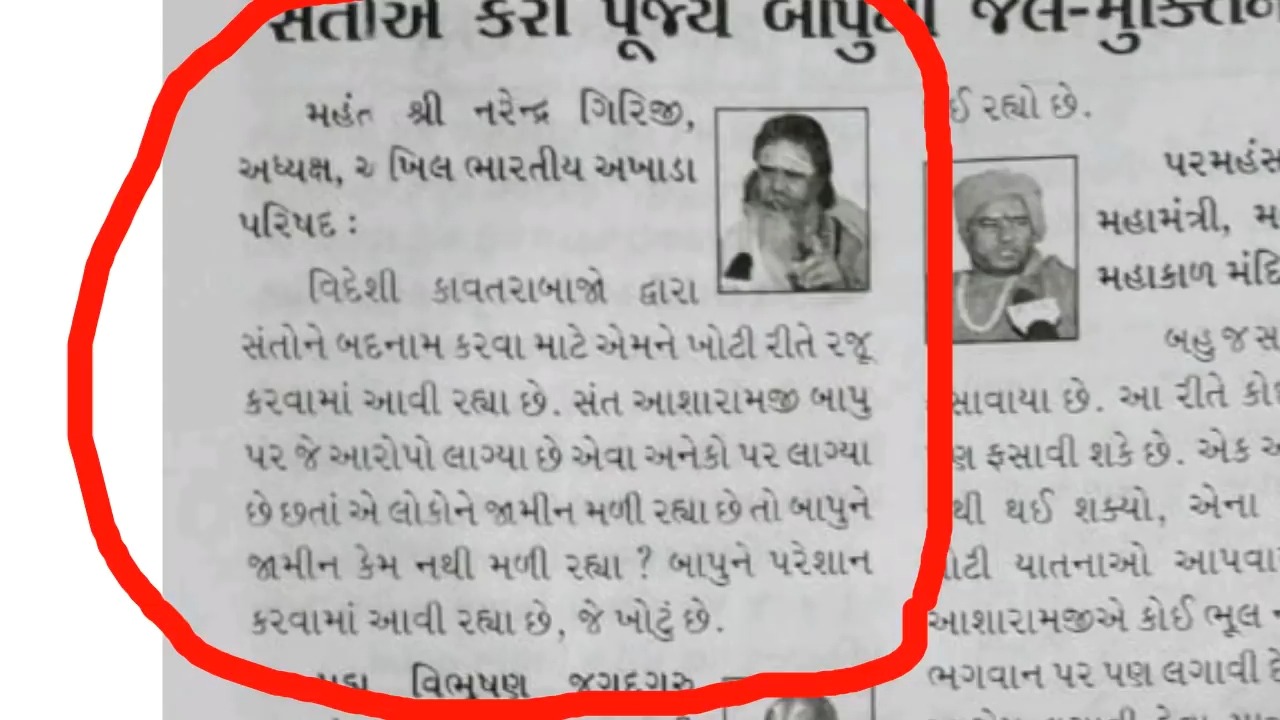 સંતોએ કરી પૂજ્ય બાપુની જેલ-મુક્તિની
મહંત શ્રી નરેન્દ્ર ગિરિજી,
અધ્યક્ષ, ખિલ ભારતીય અખાડા
પરિષદ :
વિદેશી કાવતરાબાજો દ્વારા
સંતોને બદનામ કરવા માટે એમને ખોટી રીતે રજૂ
કરવામાં આવી રહ્યા છે. સંત આશારામજી બાપુ
પર જે આરોપો લાગ્યા છે એવા અનેકો પર લાગ્યા
છે છતાં એ લોકોને જામીન મળી રહ્યા છે તો બાપુને
જામીન કેમ નથી મળી રહ્યા ? બાપુને પરેશાન
કરવામાં આવી રહ્યા છે, જે ખોટું છે.
વિભૂષણ જગદગુરુ
ઈ રહ્યો છે.
પરમહંસ
મહામંત્રી, મ
મહાકાળ મંદિ
બહુ જ સ
સાવાયા છે. આ રીતે કો
ણ ફસાવી શકે છે. એક અ
થી થઈ શક્યો, એના
ોટી યાતનાઓ આપવા
આશારામજીએ કોઈ ભૂલ
ભગવાન પર પણ લગાવી દે